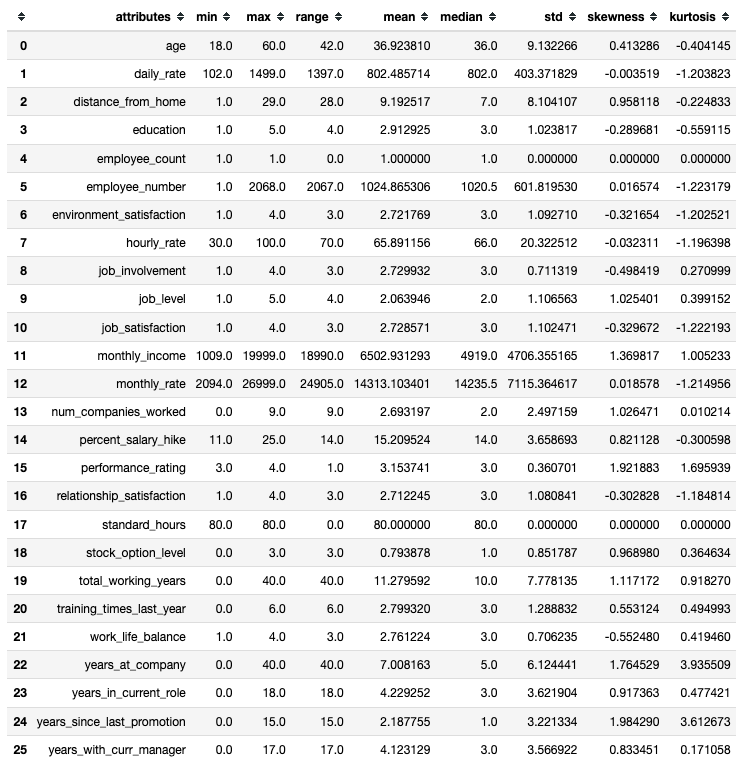 attributes min max range mean median std skewness kurtosis
0 age 18.0 60.0 42.0 36.923810 36.0 9.132266 0.413286 -0.404145
1 daily_rate 102.0 1499.0 1397.0 802.485714 802.0 403.371829 -0.003519 -1.203823
2 distance_from_home 1.0 29.0 28.0 9.192517 7.0 8.104107 0.958118 -0.224833
3 education 1.0 5.0 4.0 2.912925 3.0 1.023817 -0.289681 -0.559115
4 employee_count 1.0 1.0 0.0 1.000000 1.0 0.000000 0.000000 0.000000
5 employee_number 1.0 2068.0 2067.0 1024.865306 1020.5 601.819530 0.016574 -1.223179
6 environment_satisfaction 1.0 4.0 3.0 2.721769 3.0 1.092710 -0.321654 -1.202521
7 hourly_rate 30.0 100.0 70.0 65.891156 66.0 20.322512 -0.032311 -1.196398
8 job_involvement 1.0 4.0 3.0 2.729932 3.0 0.711319 -0.498419 0.270999
9 job_level 1.0 5.0 4.0 2.063946 2.0 1.106563 1.025401 0.399152
10 job_satisfaction 1.0 4.0 3.0 2.728571 3.0 1.102471 -0.329672 -1.222193
11 monthly_income 1009.0 19999.0 18990.0 6502.931293 4919.0 4706.355165 1.369817 1.005233
12 monthly_rate 2094.0 26999.0 24905.0 14313.103401 14235.5 7115.364617 0.018578 -1.214956
13 num_companies_worked 0.0 9.0 9.0 2.693197 2.0 2.497159 1.026471 0.010214
14 percent_salary_hike 11.0 25.0 14.0 15.209524 14.0 3.658693 0.821128 -0.300598
15 performance_rating 3.0 4.0 1.0 3.153741 3.0 0.360701 1.921883 1.695939
16 relationship_satisfaction 1.0 4.0 3.0 2.712245 3.0 1.080841 -0.302828 -1.184814
17 standard_hours 80.0 80.0 0.0 80.000000 80.0 0.000000 0.000000 0.000000
18 stock_option_level 0.0 3.0 3.0 0.793878 1.0 0.851787 0.968980 0.364634
19 total_working_years 0.0 40.0 40.0 11.279592 10.0 7.778135 1.117172 0.918270
20 training_times_last_year 0.0 6.0 6.0 2.799320 3.0 1.288832 0.553124 0.494993
21 work_life_balance 1.0 4.0 3.0 2.761224 3.0 0.706235 -0.552480 0.419460
22 years_at_company 0.0 40.0 40.0 7.008163 5.0 6.124441 1.764529 3.935509
23 years_in_current_role 0.0 18.0 18.0 4.229252 3.0 3.621904 0.917363 0.477421
24 years_since_last_promotion 0.0 15.0 15.0 2.187755 1.0 3.221334 1.984290 3.612673
25 years_with_curr_manager 0.0 17.0 17.0 4.123129 3.0 3.566922 0.833451 0.171058